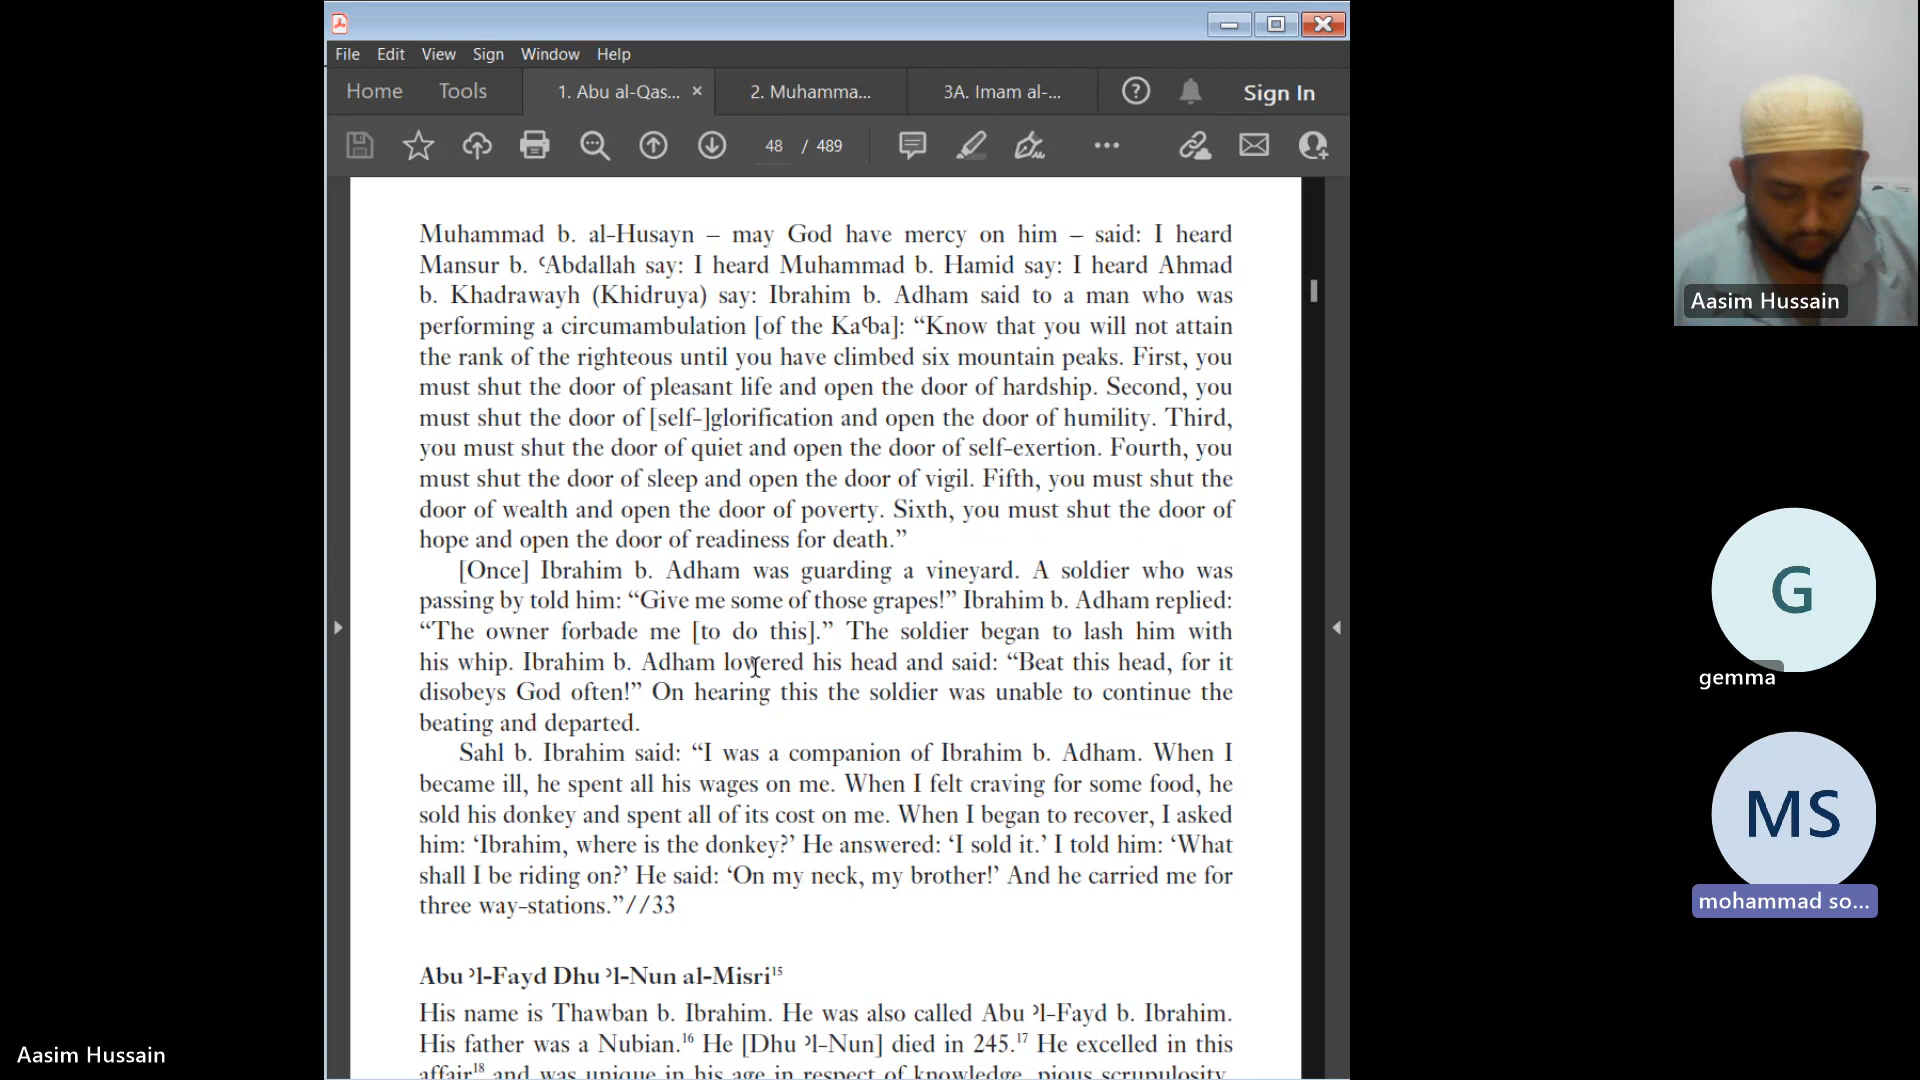 File Edit View Sign Window Help
Home Tools 1. Abu al-Qas... × 2. Muhamma... 3A. Imam al-... Sign In
48 / 489
Muhammad b. al-Husayn – may God have mercy on him – said: I heard
Mansur b. ʿAbdallah say: I heard Muhammad b. Hamid say: I heard Ahmad
b. Khadrawayh (Khidruya) say: Ibrahim b. Adham said to a man who was
performing a circumambulation [of the Kaʿba]: “Know that you will not attain
the rank of the righteous until you have climbed six mountain peaks. First, you
must shut the door of pleasant life and open the door of hardship. Second, you
must shut the door of [self-]glorification and open the door of humility. Third,
you must shut the door of quiet and open the door of self-exertion. Fourth, you
must shut the door of sleep and open the door of vigil. Fifth, you must shut the
door of wealth and open the door of poverty. Sixth, you must shut the door of
hope and open the door of readiness for death.”
[Once] Ibrahim b. Adham was guarding a vineyard. A soldier who was
passing by told him: “Give me some of those grapes!” Ibrahim b. Adham replied:
“The owner forbade me [to do this].” The soldier began to lash him with
his whip. Ibrahim b. Adham lowered his head and said: “Beat this head, for it
disobeys God often!” On hearing this the soldier was unable to continue the
beating and departed.
Sahl b. Ibrahim said: “I was a companion of Ibrahim b. Adham. When I
became ill, he spent all his wages on me. When I felt craving for some food, he
sold his donkey and spent all of its cost on me. When I began to recover, I asked
him: ‘Ibrahim, where is the donkey?’ He answered: ‘I sold it.’ I told him: ‘What
shall I be riding on?’ He said: ‘On my neck, my brother!’ And he carried me for
three way-stations.”//33
Abu ʾl-Fayd Dhu ʾl-Nun al-Misri15
His name is Thawban b. Ibrahim. He was also called Abu ʾl-Fayd b. Ibrahim.
His father was a Nubian.16 He [Dhu ʾl-Nun] died in 245.17 He excelled in this
affair18 and was unique in his age in respect of knowledge, pious scrupulosity,
Aasim Hussain
G
gemma
MS
mohammad so...
Aasim Hussain